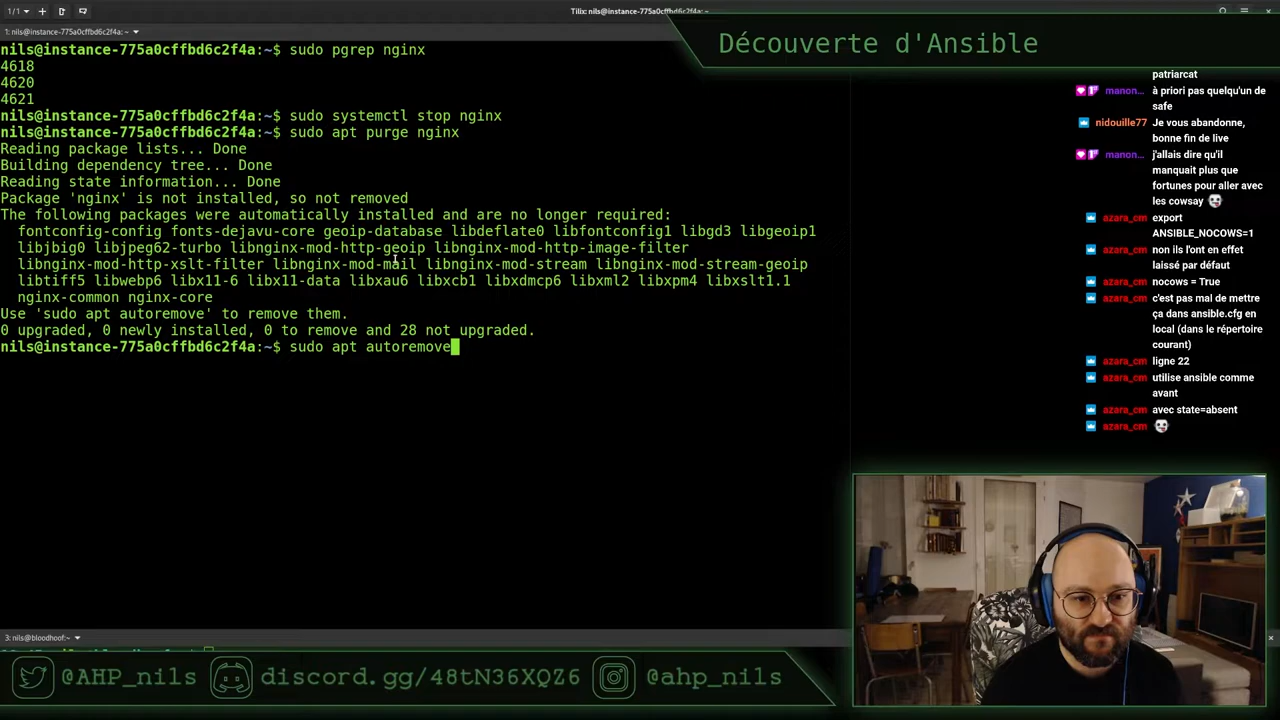 1/1
Tilix: nils@instance-775a0cffbd6c2f4a:~
1: nils@instance-775a0cffbd6c2f4a:~
nils@instance-775a0cffbd6c2f4a:~$ sudo pgrep nginx
4618
4620
4621
nils@instance-775a0cffbd6c2f4a:~$ sudo systemctl stop nginx
nils@instance-775a0cffbd6c2f4a:~$ sudo apt purge nginx
Reading package lists... Done
Building dependency tree... Done
Reading state information... Done
Package 'nginx' is not installed, so not removed
The following packages were automatically installed and are no longer required:
fontconfig-config fonts-dejavu-core geoip-database libdeflate0 libfontconfig1 libgd3 libgeoip1
libjbig0 libjpeg62-turbo libnginx-mod-http-geoip libnginx-mod-http-image-filter
libnginx-mod-http-xslt-filter libnginx-mod-mail libnginx-mod-stream libnginx-mod-stream-geoip
libtiff5 libwebp6 libx11-6 libx11-data libxau6 libxcb1 libxdmcp6 libxml2 libxpm4 libxslt1.1
nginx-common nginx-core
Use 'sudo apt autoremove' to remove them.
0 upgraded, 0 newly installed, 0 to remove and 28 not upgraded.
nils@instance-775a0cffbd6c2f4a:~$ sudo apt autoremove
3: nils@bloodhoof:~
Découverte d'Ansible
patriarcat
manon... à priori pas quelqu'un de
safe
nidouille77 Je vous abandonne,
bonne fin de live
manon... j'allais dire qu'il
manquait plus que
fortunes pour aller avec
les cowsay
azara_cm export
ANSIBLE_NOCOWS=1
azara_cm non ils l'ont en effet
laissé par défaut
azara_cm nocows = True
azara_cm c'est pas mal de mettre
ça dans ansible.cfg en
local (dans le répertoire
courant)
azara_cm ligne 22
azara_cm utilise ansible comme
avant
azara_cm avec state=absent
azara_cm
@AHP_nils discord.gg/48tN36XQZ6 @ahp_nils